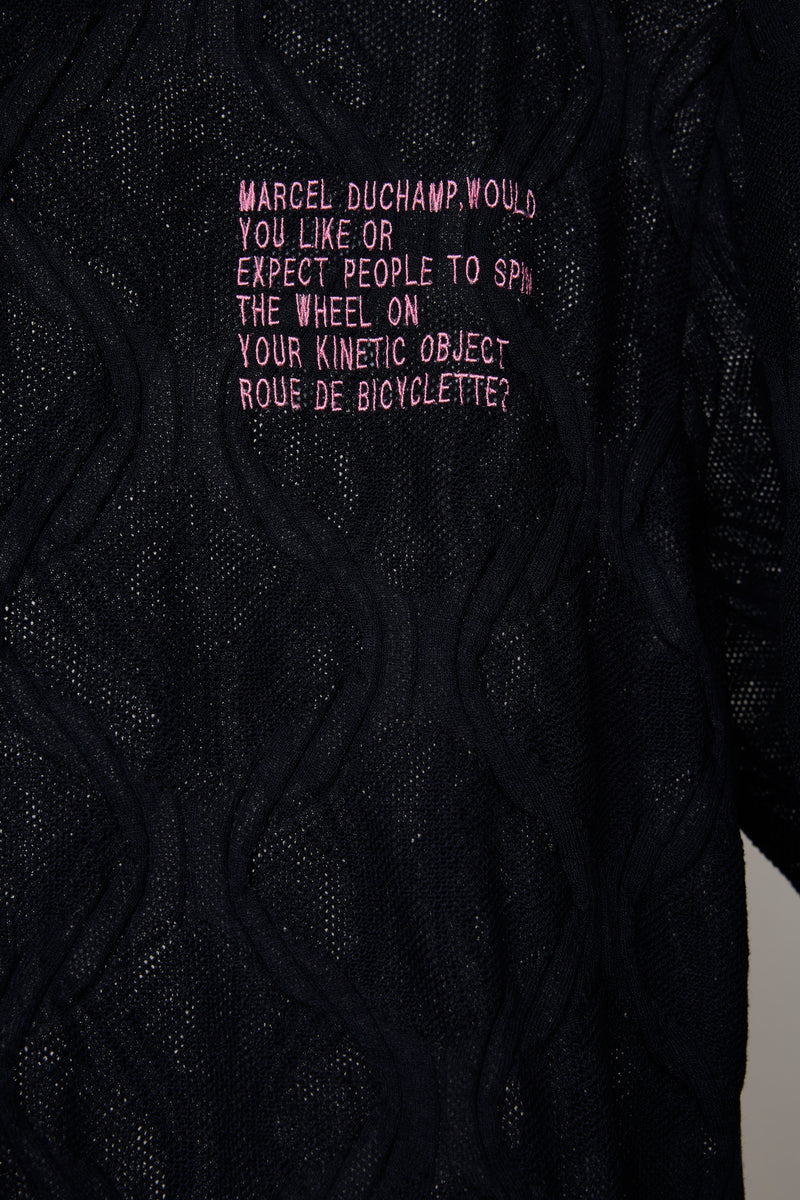 MARCEL DUCHAMP,WOULD
YOU LIKE OR
EXPECT PEOPLE TO SPIN
THE WHEEL ON
YOUR KINETIC OBJECT
ROUE DE BICYCLETTE?